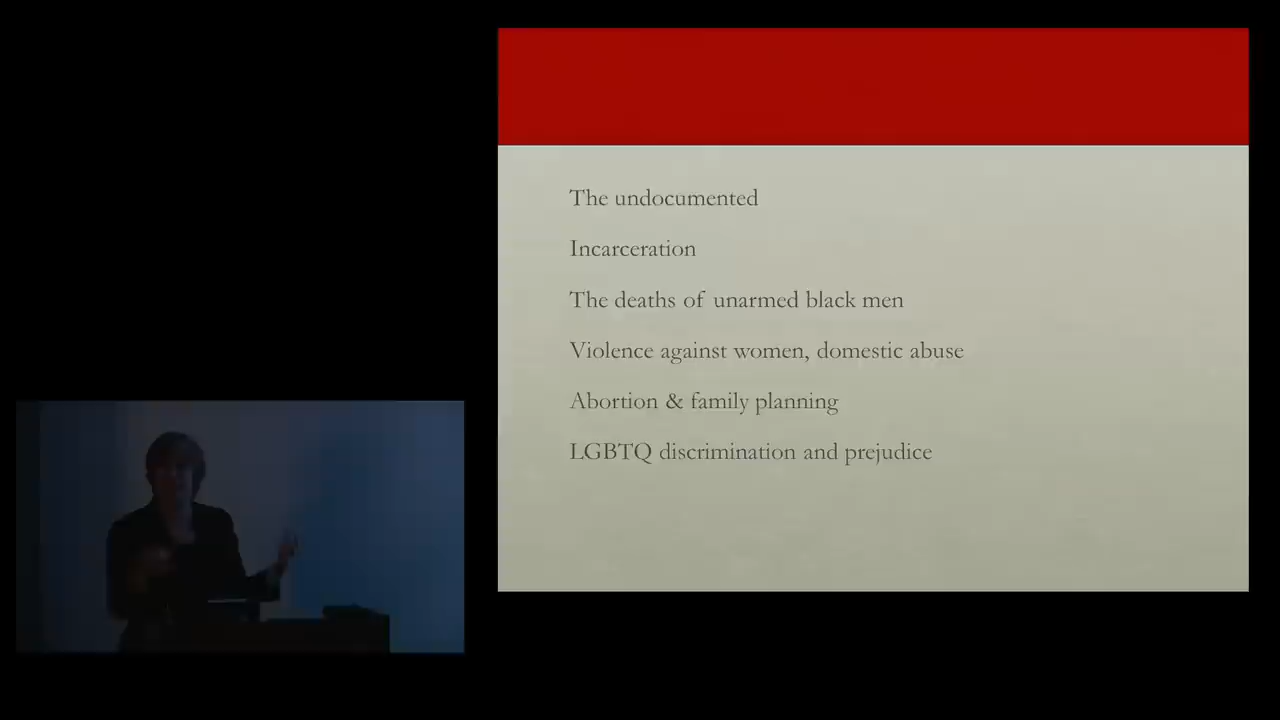 The undocumented
Incarceration
The deaths of unarmed black men
Violence against women, domestic abuse
Abortion & family planning
LGBTQ discrimination and prejudice